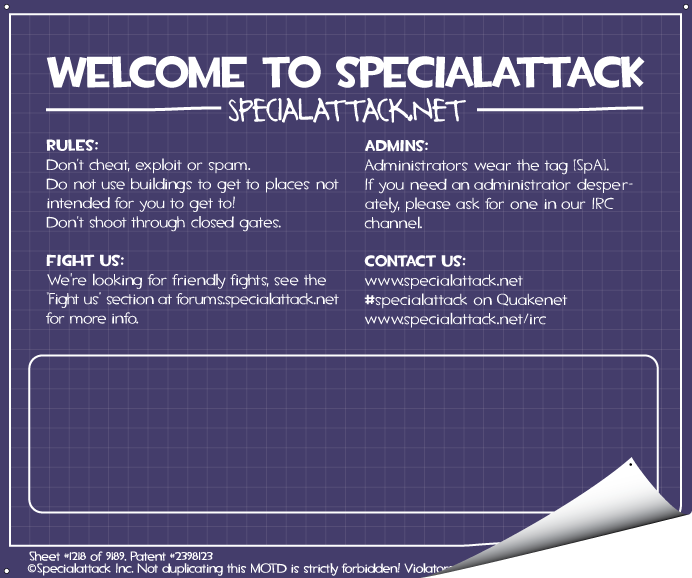 WELCOME TO SPECIALATTACK
SPECIALATTACK.NET
RULES:
Don't cheat, exploit or spam.
Do not use buildings to get to places not
intended for you to get to!
Don't shoot through closed gates.
ADMINS:
Administrators wear the tag [SpA].
If you need an administrator desper-
ately, please ask for one in our IRC
channel.
FIGHT US:
We're looking for friendly fights, see the
'Fight us' section at forums.specialattack.net
for more info.
CONTACT US:
www.specialattack.net
#specialattack on Quakenet
www.specialattack.net/irc
Sheet #1218 of 9189, Patent #2398123
©Specialattack Inc. Not duplicating this MOTD is strictly forbidden! Violator